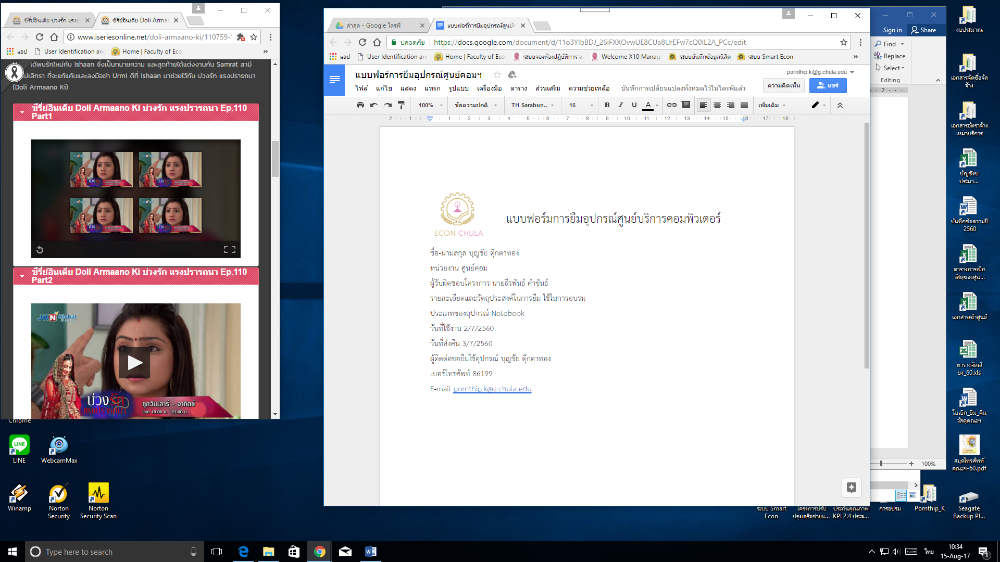 ซีรี่ย์อินเดีย บ่วงรัก แรงป
ซีรี่ย์อินเดีย Doli Arma
www.iseriesonline.net/doli-armaano-ki/110759-
แอป
User Identification an
Home | Faculty of Eco
»
ได้พบรักใหม่กับ Ishaan ซึ่งเป็นทนายความ และสุดท้ายได้แต่งงานกัน Samrat สามี
ไม่เลิกรา ที่จะแก้แค้นและลงมือฆ่า Urmi ดีที่ Ishaan มาช่วยไว้ทัน บ่วงรัก แรงปรารถนา
(Doli Armaano Ki)
ซีรี่ย์อินเดีย Doli Armaano Ki บ่วงรัก แรงปรารถนา Ep.110
Part1
ซีรี่ย์อินเดีย Doli Armaano Ki บ่วงรัก แรงปรารถนา Ep.110
Part2
JKN Global
บ่วงรัก
แรงปรารถนา
ทุกวันเสาร์ - อาทิตย์
เวลา 19.00 น. - 21.00 น.
ล่าสุด - Google ไดรฟ์
แบบฟอร์การยืมอุปกรณ์ศูนย์ค
ปลอดภัย
https://docs.google.com/document/d/11o3YIbBDJ_26iFXXOvwUE8CUa8UrEFw7cQ0IL2A_PCc/edit
แอป
User Identification an
Home | Faculty of Eco
ระบบจองห้องปฏิบัติการ
Welcome X10 Manage
ระบบบันทึกข้อมูลนิสิต
ระบบ Smart Econ
»
แบบฟอร์การยืมอุปกรณ์ศูนย์คอมฯ
pornthip.k@g.chula.edu
ความคิดเห็น
แชร์
ไฟล์ แก้ไข แสดง แทรก รูปแบบ เครื่องมือ ตาราง ส่วนเสริม ความช่วยเหลือ
บันทึกการเปลี่ยนแปลงทั้งหมดไว้ในไดรฟ์แล้ว
100% ข้อความปกติ TH Sarabun... 16 B I U A เพิ่มเติม
2 1 1 2 3 4 5 6 7 8 9 10 11 12 13 14 15 16 17 18
ECON CHULA
แบบฟอร์มการยืมอุปกรณ์ศูนย์บริการคอมพิวเตอร์
ชื่อ-นามสกุล บุญชัย ตุ๊กตาทอง
หน่วยงาน ศูนย์คอม
ผู้รับผิดชอบโครงการ นายธีรพันธ์ คำขันธ์
รายละเอียดและวัตถุประสงค์ในการยืม ใช้ในการอบรม
ประเภทของอุปกรณ์ Notebook
วันที่ใช้งาน 2/7/2560
วันที่ส่งคืน 3/7/2560
ผู้ติดต่อขอยืมใช้อุปกรณ์ บุญชัย ตุ๊กตาทอง
เบอร์โทรศัพท์ 86199
E-mail pornthip.k@g.chula.edu
Sign in
Share
Find
Replace
Select
Editing
7
100%
งบประมาณ
เอกสารจัดซื้อจัด
จ้าง
เอกสารอัตราจ้าง
เหมาบริการ
บัญชีงบ
ประมา...
บันทึกข้อความปี
2560
ตารางการเบิก
วัสดุของศูน...
เอกสารเข้าศูนย์
ตารางจัดเสี่
ยง_60.xls
ใบเบิก_ยืม_คืน
วัสดุคณะฯ
สมุดโทรศัพท์
คณะฯ-60.pdf
Chrome
LINE
WebcamMax
Winamp
Norton
Security
Norton
Security Scan
ระบบ Smart
Econ
โครงการปรับ
ปรุงเครือข่ายแ...
ประกันคุณภาพ
KPI 2.4 ประจ...
การอบรม
Pornthip_K
Seagate
Backup Pl...
Type here to search
ไทย
10:34
15-Aug-17
1